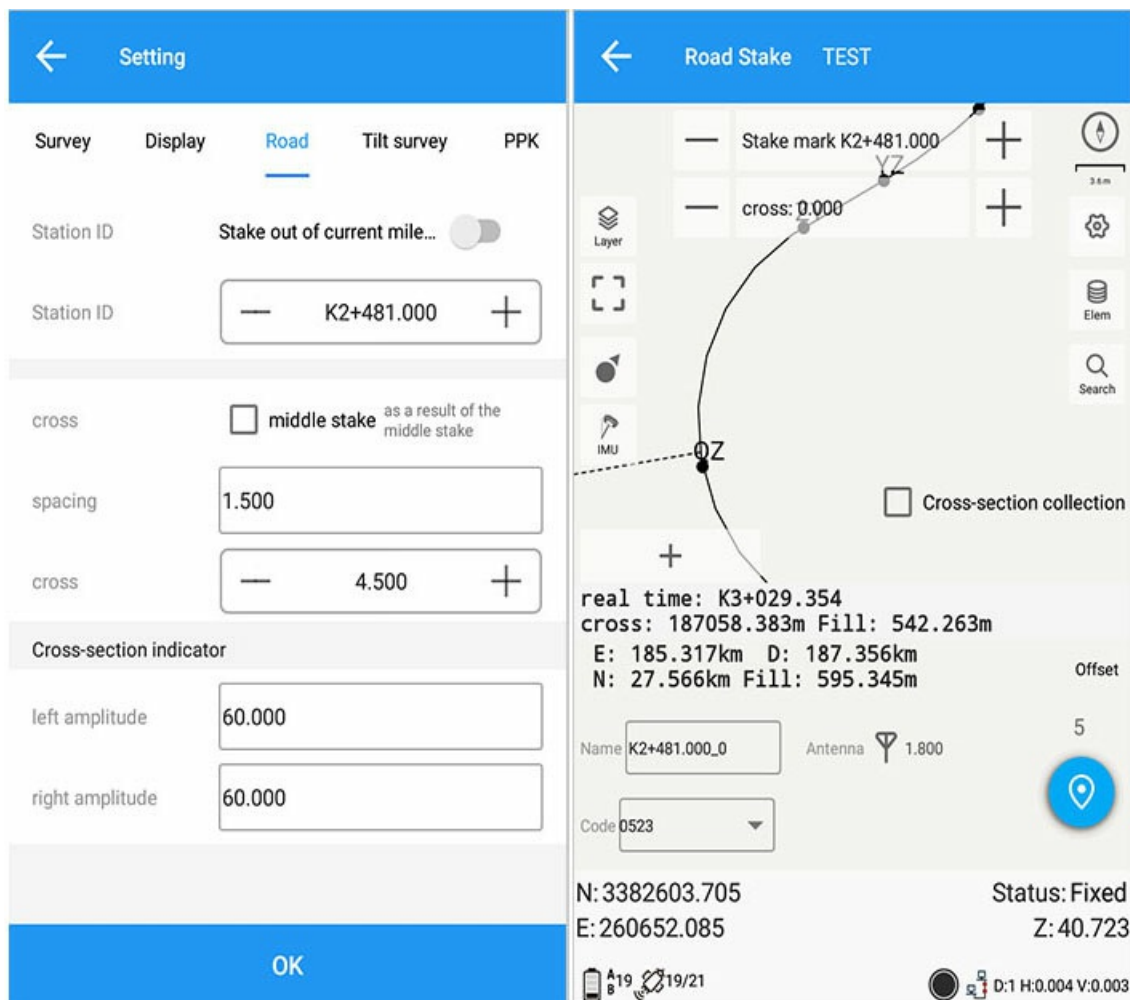 Setting
Survey Display Road Tilt survey PPK
Station ID Stake out of current mile...
Station ID K2+481.000
cross middle stake as a result of the middle stake
spacing 1.500
cross 4.500
Cross-section indicator
left amplitude 60.000
right amplitude 60.000
OK
Road Stake TEST
Stake mark K2+481.000
YZ
3.6m
cross: 0.000
Layer
Elem
Search
IMU
QZ
Cross-section collection
real time: K3+029.354
cross: 187058.383m Fill: 542.263m
E: 185.317km D: 187.356km
N: 27.566km Fill: 595.345m
Offset
5
Name K2+481.000_0 Antenna 1.800
Code 0523
N:3382603.705 Status:Fixed
E:260652.085 Z:40.723
A
B
19 19/21 D:1 H:0.004 V:0.003